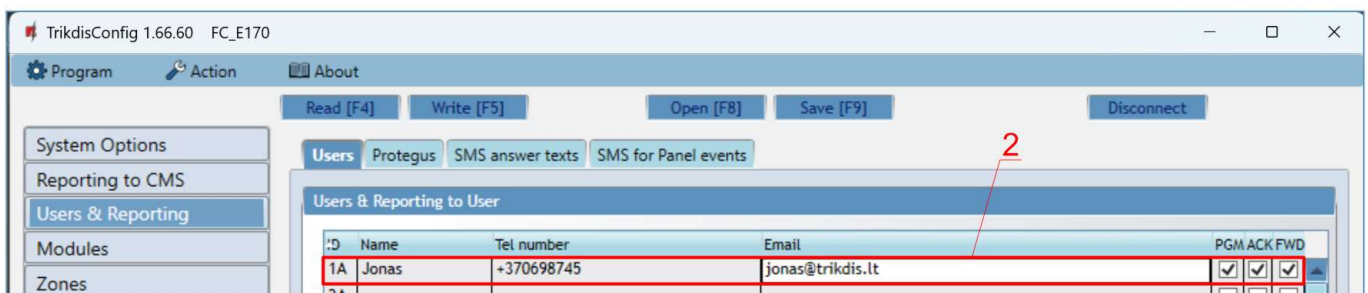 TrikdisConfig 1.66.60 FC_E170
Program Action About
Read [F4] Write [F5] Open [F8] Save [F9] Disconnect
System Options
Reporting to CMS
Users & Reporting
Modules
Zones
Users Protegus SMS answer texts SMS for Panel events
2
Users & Reporting to User
Name Tel number Email PGM ACK FWD
1A Jonas +370698745 jonas@trikdis.lt